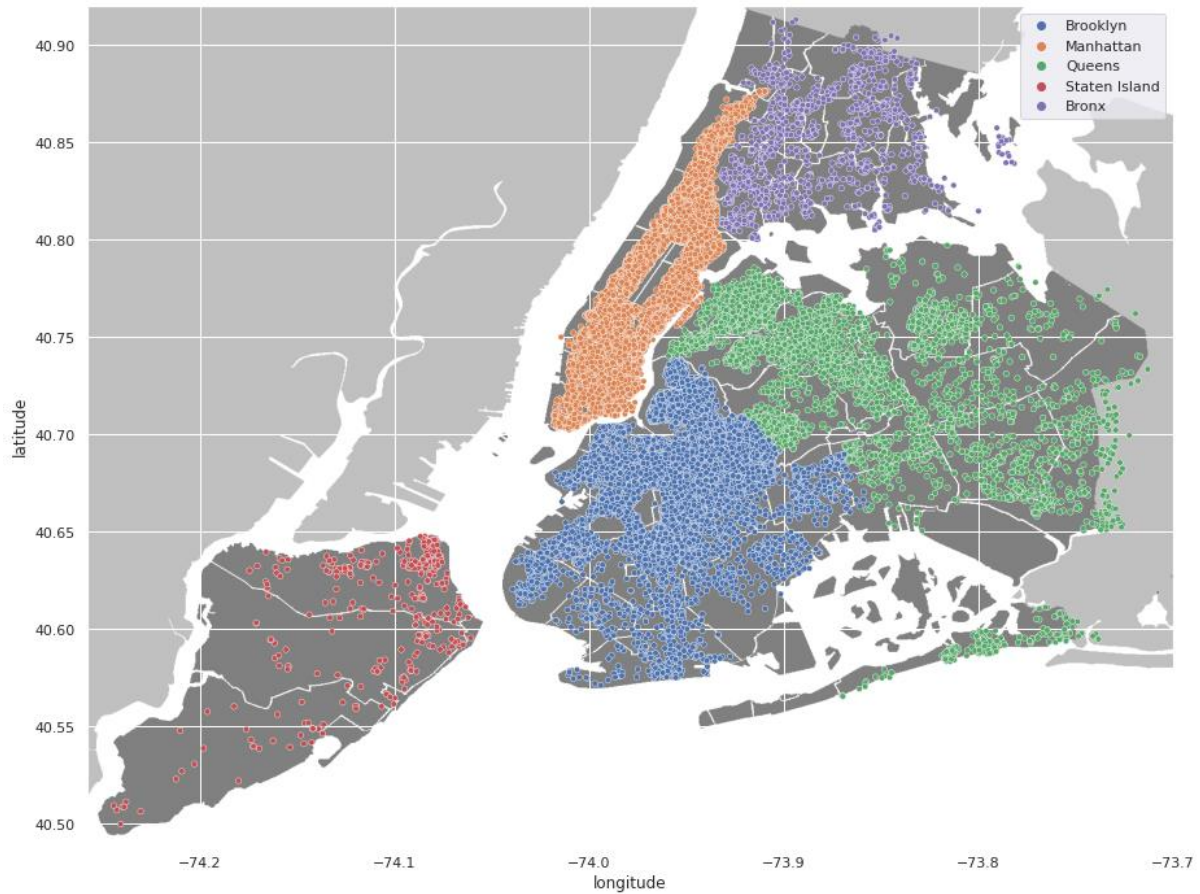 Brooklyn
Manhattan
Queens
Staten Island
Bronx
40.90
40.85
40.80
40.75
40.70
40.65
40.60
40.55
40.50
latitude
−74.2
−74.1
−74.0
−73.9
−73.8
−73.7
longitude